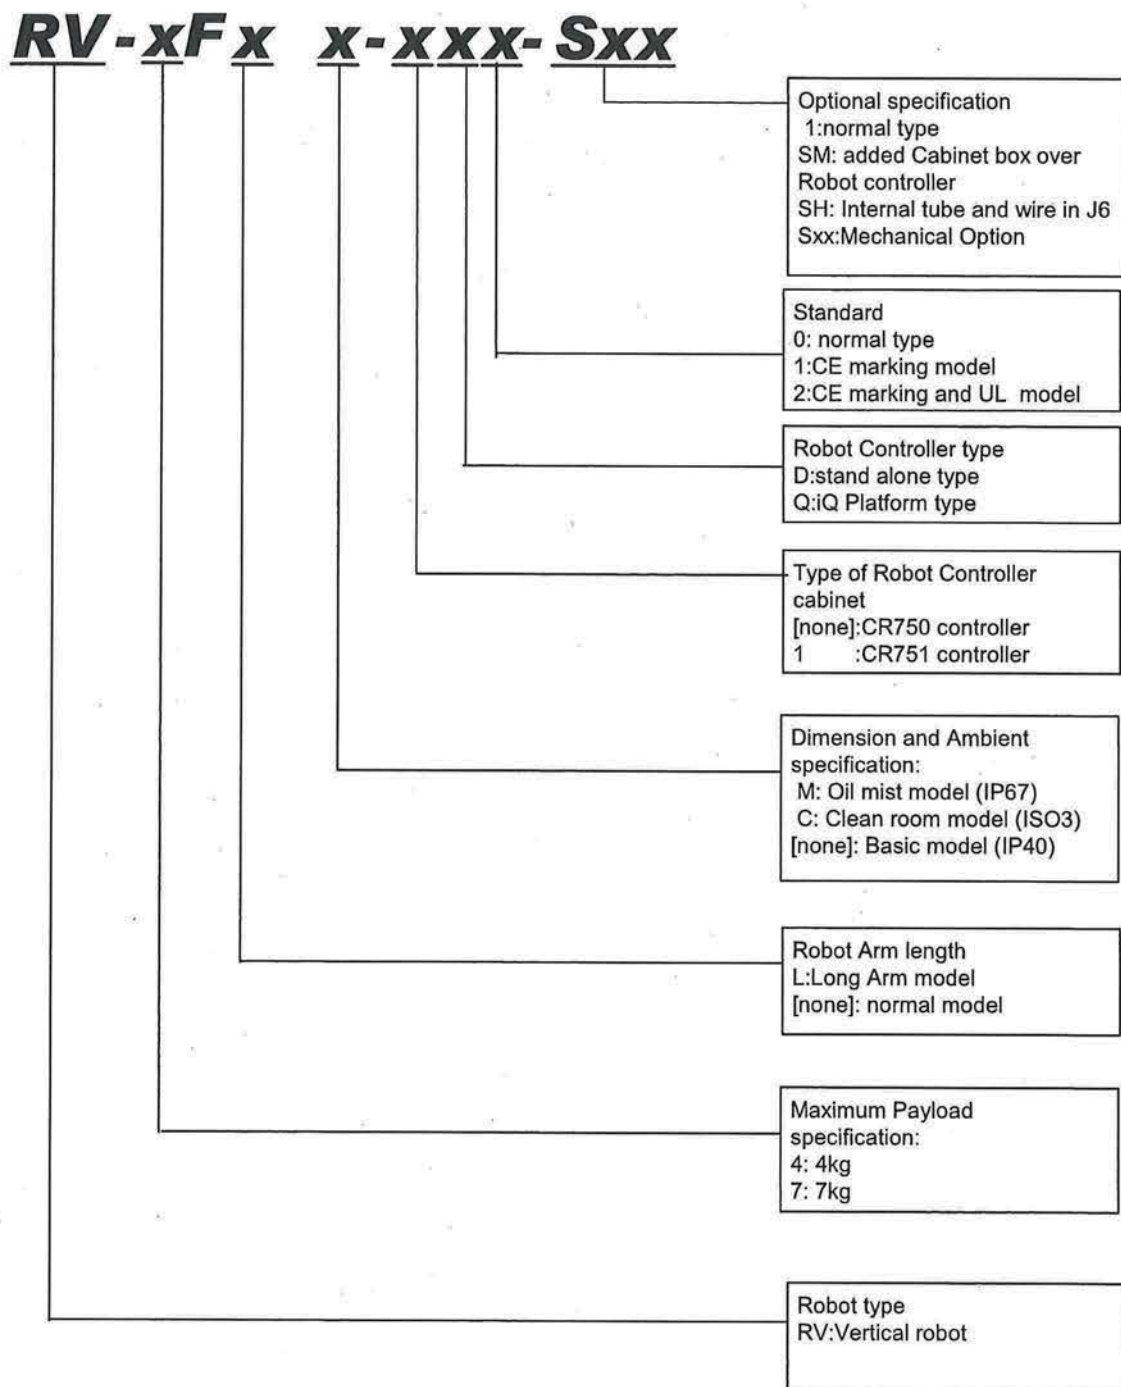 RV-xFx x-xxx-Sxx
Optional specification
1:normal type
SM: added Cabinet box over
Robot controller
SH: Internal tube and wire in J6
Sxx:Mechanical Option
Standard
0: normal type
1:CE marking model
2:CE marking and UL model
Robot Controller type
D:stand alone type
Q:iQ Platform type
Type of Robot Controller
cabinet
[none]:CR750 controller
1 :CR751 controller
Dimension and Ambient
specification:
M: Oil mist model (IP67)
C: Clean room model (ISO3)
[none]: Basic model (IP40)
Robot Arm length
L:Long Arm model
[none]: normal model
Maximum Payload
specification:
4: 4kg
7: 7kg
Robot type
RV:Vertical robot